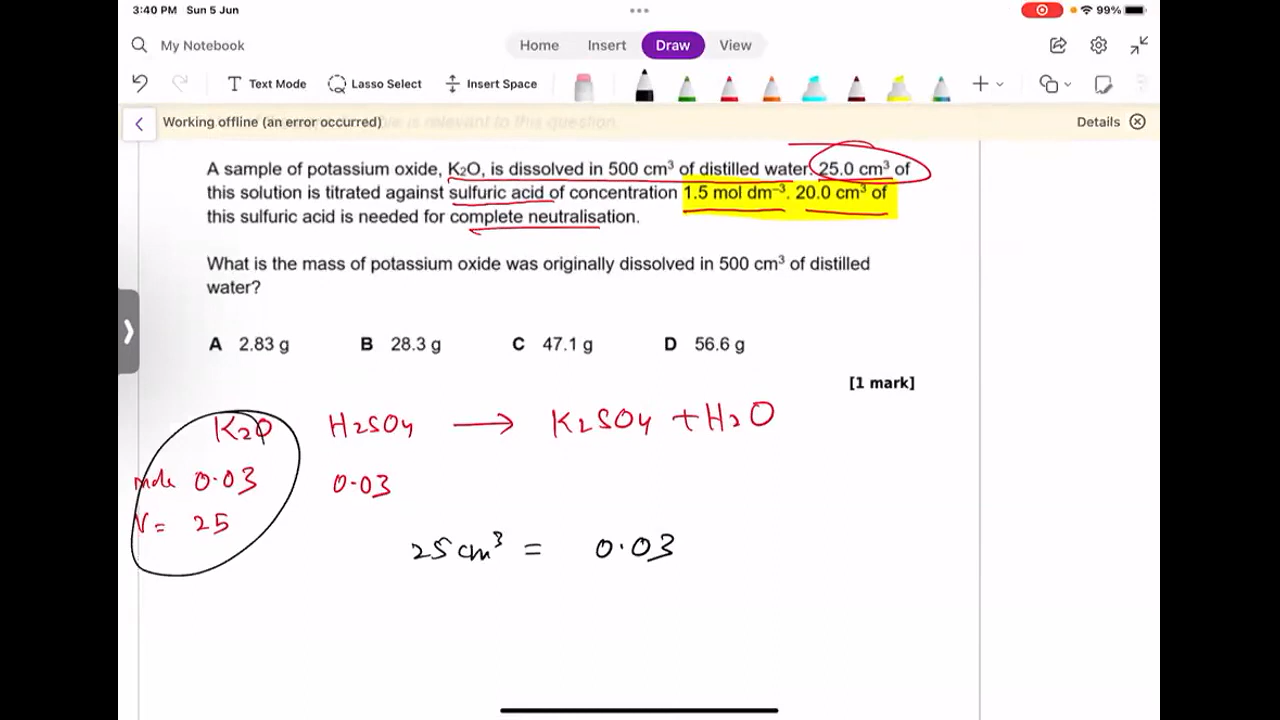 3:40 PM Sun 5 Jun
99%
My Notebook
Home Insert Draw View
Text Mode Lasso Select Insert Space
Working offline (an error occurred) is relevant to this question.
Details
A sample of potassium oxide, K₂O, is dissolved in 500 cm³ of distilled water. 25.0 cm³ of
this solution is titrated against sulfuric acid of concentration 1.5 mol dm⁻³. 20.0 cm³ of
this sulfuric acid is needed for complete neutralisation.
What is the mass of potassium oxide was originally dissolved in 500 cm³ of distilled
water?
A 2.83 g B 28.3 g C 47.1 g D 56.6 g
[1 mark]
K₂O H₂SO₄ → K₂SO₄ + H₂O
mole 0.03 0.03
V = 25
25 cm³ = 0.03